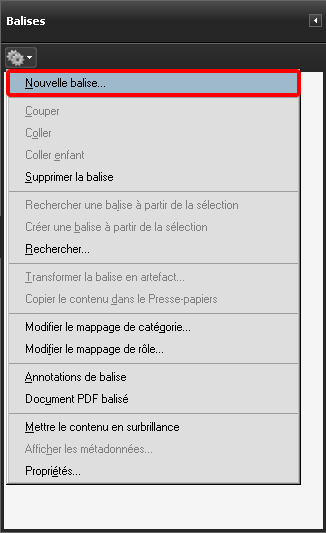 Balises
Nouvelle balise...
Couper
Coller
Coller enfant
Supprimer la balise
Rechercher une balise à partir de la sélection
Créer une balise à partir de la sélection
Rechercher...
Transformer la balise en artefact...
Copier le contenu dans le Presse-papiers
Modifier le mappage de catégorie...
Modifier le mappage de rôle...
Annotations de balise
Document PDF balisé
Mettre le contenu en surbrillance
Afficher les métadonnées...
Propriétés...